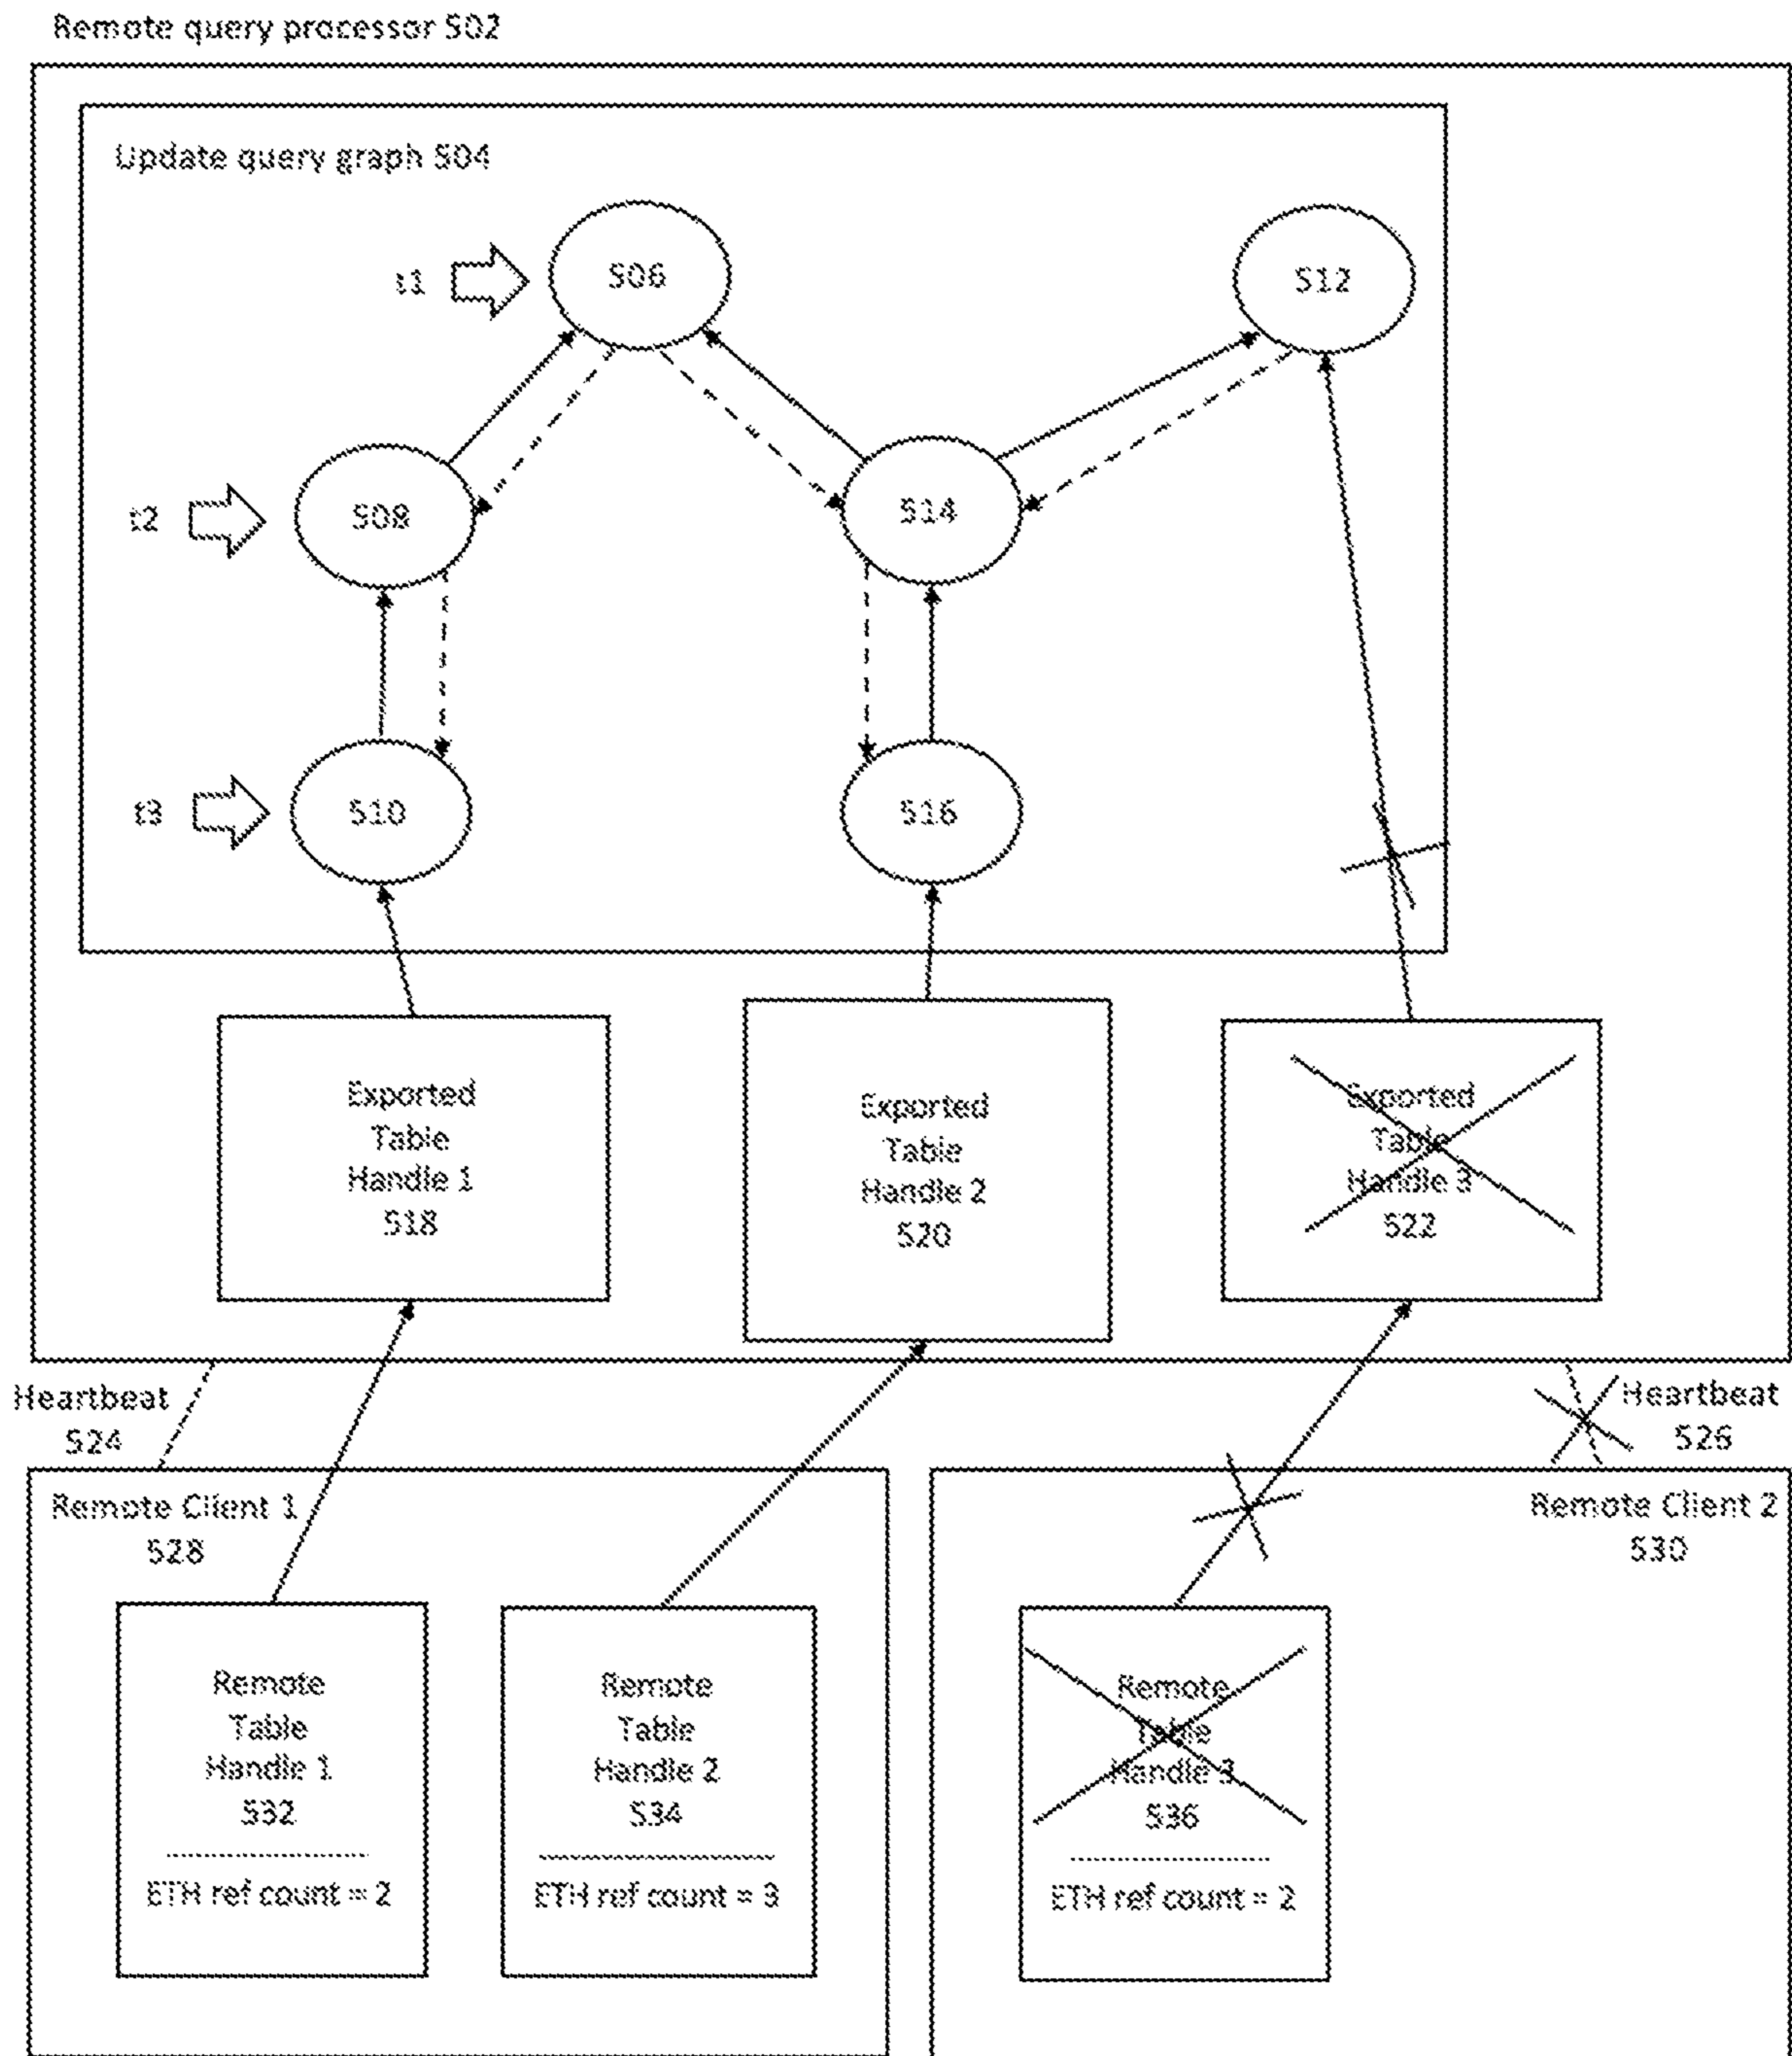 Remote query processor 502
Update query graph 504
t1
506
512
t2
508
514
t3
510
516
Exported
Table
Handle 1
518
Exported
Table
Handle 2
520
Exported
Table
Handle 3
522
Heartbeat
524
Heartbeat
526
Remote Client 1
528
Remote Client 2
530
Remote
Table
Handle 1
532
ETH ref count = 2
Remote
Table
Handle 2
534
ETH ref count = 3
Remote
Table
Handle 3
536
ETH ref count = 2